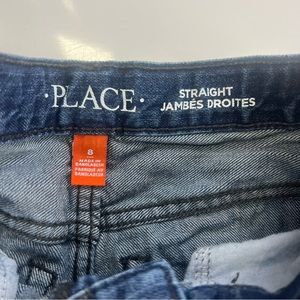 ·PLACE·
STRAIGHT
JAMBES DROITES
8
MADE IN
BANGLADESH
FABRIQUÉ AU
BANGLADESH